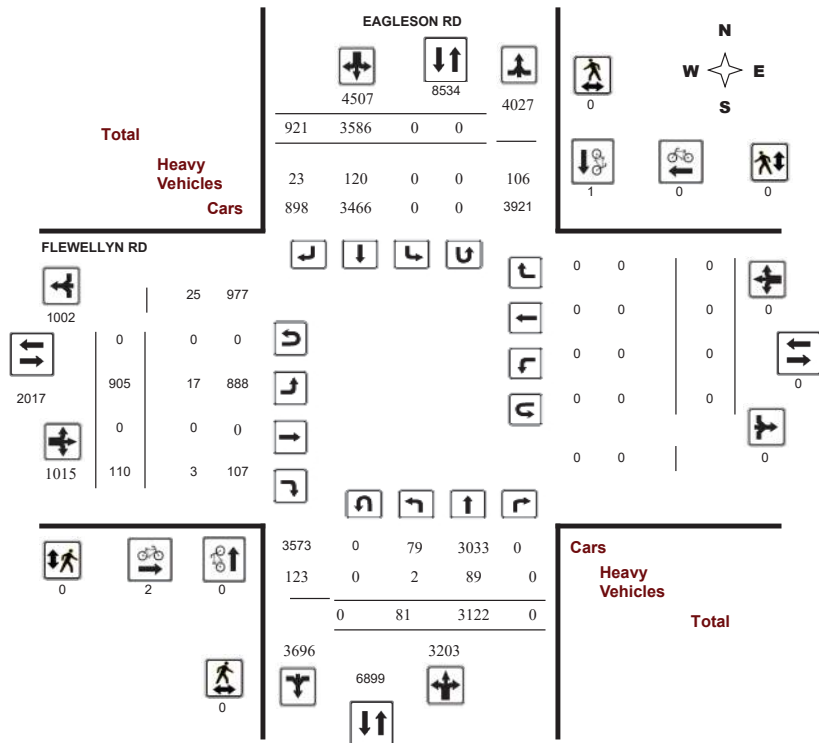 EAGLESON RD
N
W E
S
4507 8534 4027
0
Total 921 3586 0 0
Heavy
Vehicles 23 120 0 0 106
Cars 898 3466 0 0 3921
1 0 0
FLEWELLYN RD
1002 25 977
0 0 0
2017 905 17 888
0 0 0
1015 110 3 107
0 0 0
0 0 0 0
0 0 0 0
0 0 0
0 0 0
0 2 0
3573 0 79 3033 0 Cars
123 0 2 89 0 Heavy
Vehicles
0 81 3122 0 Total
3696 6899 3203
0